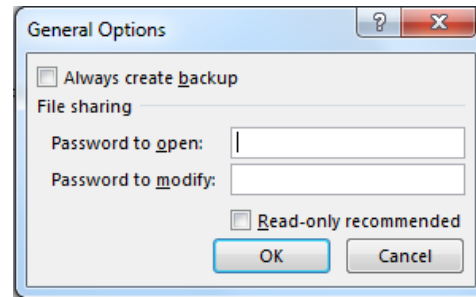 General Options
Always create backup
File sharing
Password to open:
Password to modify:
Read-only recommended
OK Cancel